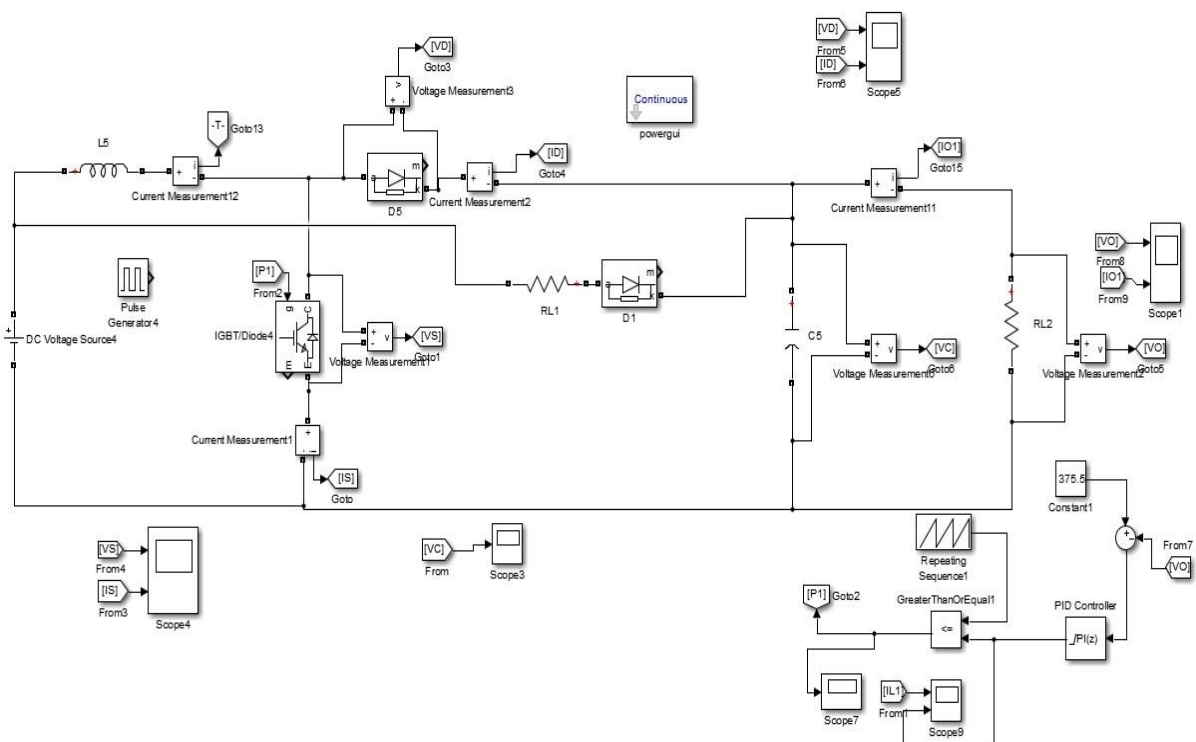 [VD]
Goto3
Voltage Measurement3
Continuous
powergui
[VD]
From5
[ID]
From6
Scope5
L5
-T-
Goto13
i
Current Measurement12
a
m
k
D5
i
Current Measurement2
[ID]
Goto4
i
Current Measurement11
[IO1]
Goto15
Pulse
Generator4
[P1]
From2
DC Voltage Source4
IGBT/Diode4
g
C
m
E
v
Voltage Measurement1
[VS]
Goto1
RL1
a
m
k
D1
C5
v
Voltage Measurement6
[VC]
Goto6
RL2
v
Voltage Measurement2
[VO]
Goto5
[VO]
From8
[IO1
From9
Scope1
Current Measurement1
[IS]
Goto
[VS]
From4
[IS]
From3
Scope4
[VC]
From
Scope3
375.5
Constant1
From7
[VO]
Repeating
Sequence1
GreaterThanOrEqual1
<=
[P1]
Goto2
PID Controller
PI(z)
Scope7
[IL1]
From1
Scope9